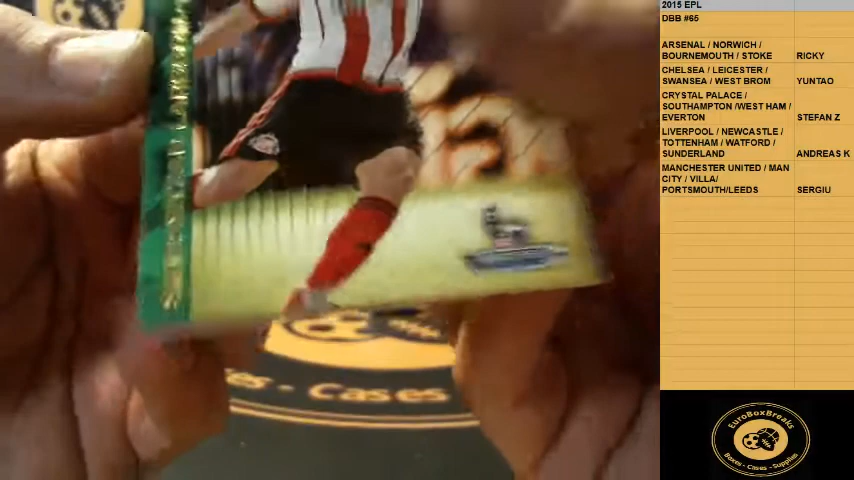 2015 EPL
DBB #65
ARSENAL / NORWICH /
BOURNEMOUTH / STOKE RICKY
CHELSEA / LEICESTER /
SWANSEA / WEST BROM YUNTAO
CRYSTAL PALACE /
SOUTHAMPTON /WEST HAM /
EVERTON STEFAN Z
LIVERPOOL / NEWCASTLE /
TOTTENHAM / WATFORD /
SUNDERLAND ANDREAS K
MANCHESTER UNITED / MAN
CITY / VILLA/
PORTSMOUTH/LEEDS SERGIU
- Cases -
EuroBoxBreaks
Boxes - Cases - Supplies